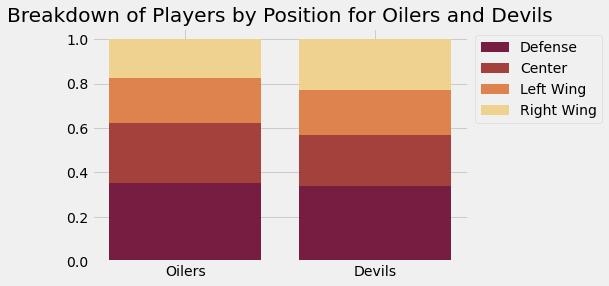 Breakdown of Players by Position for Oilers and Devils
1.0
0.8
0.6
0.4
0.2
0.0
Oilers
Devils
Defense
Center
Left Wing
Right Wing